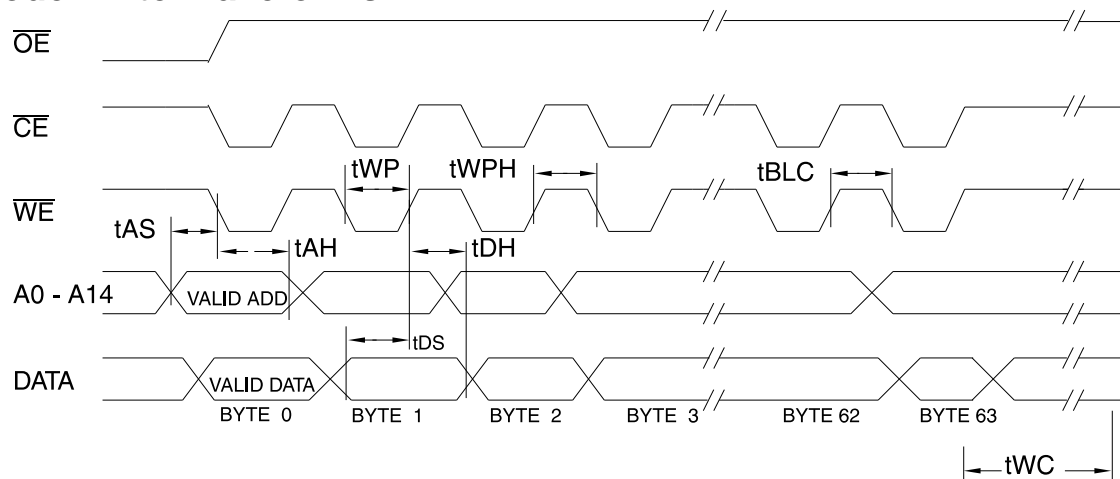 OE
CE
tWP tWPH tBLC
WE
tAS tAH tDH
A0 - A14 VALID ADD
tDS
DATA VALID DATA
BYTE 0 BYTE 1 BYTE 2 BYTE 3 BYTE 62 BYTE 63
tWC